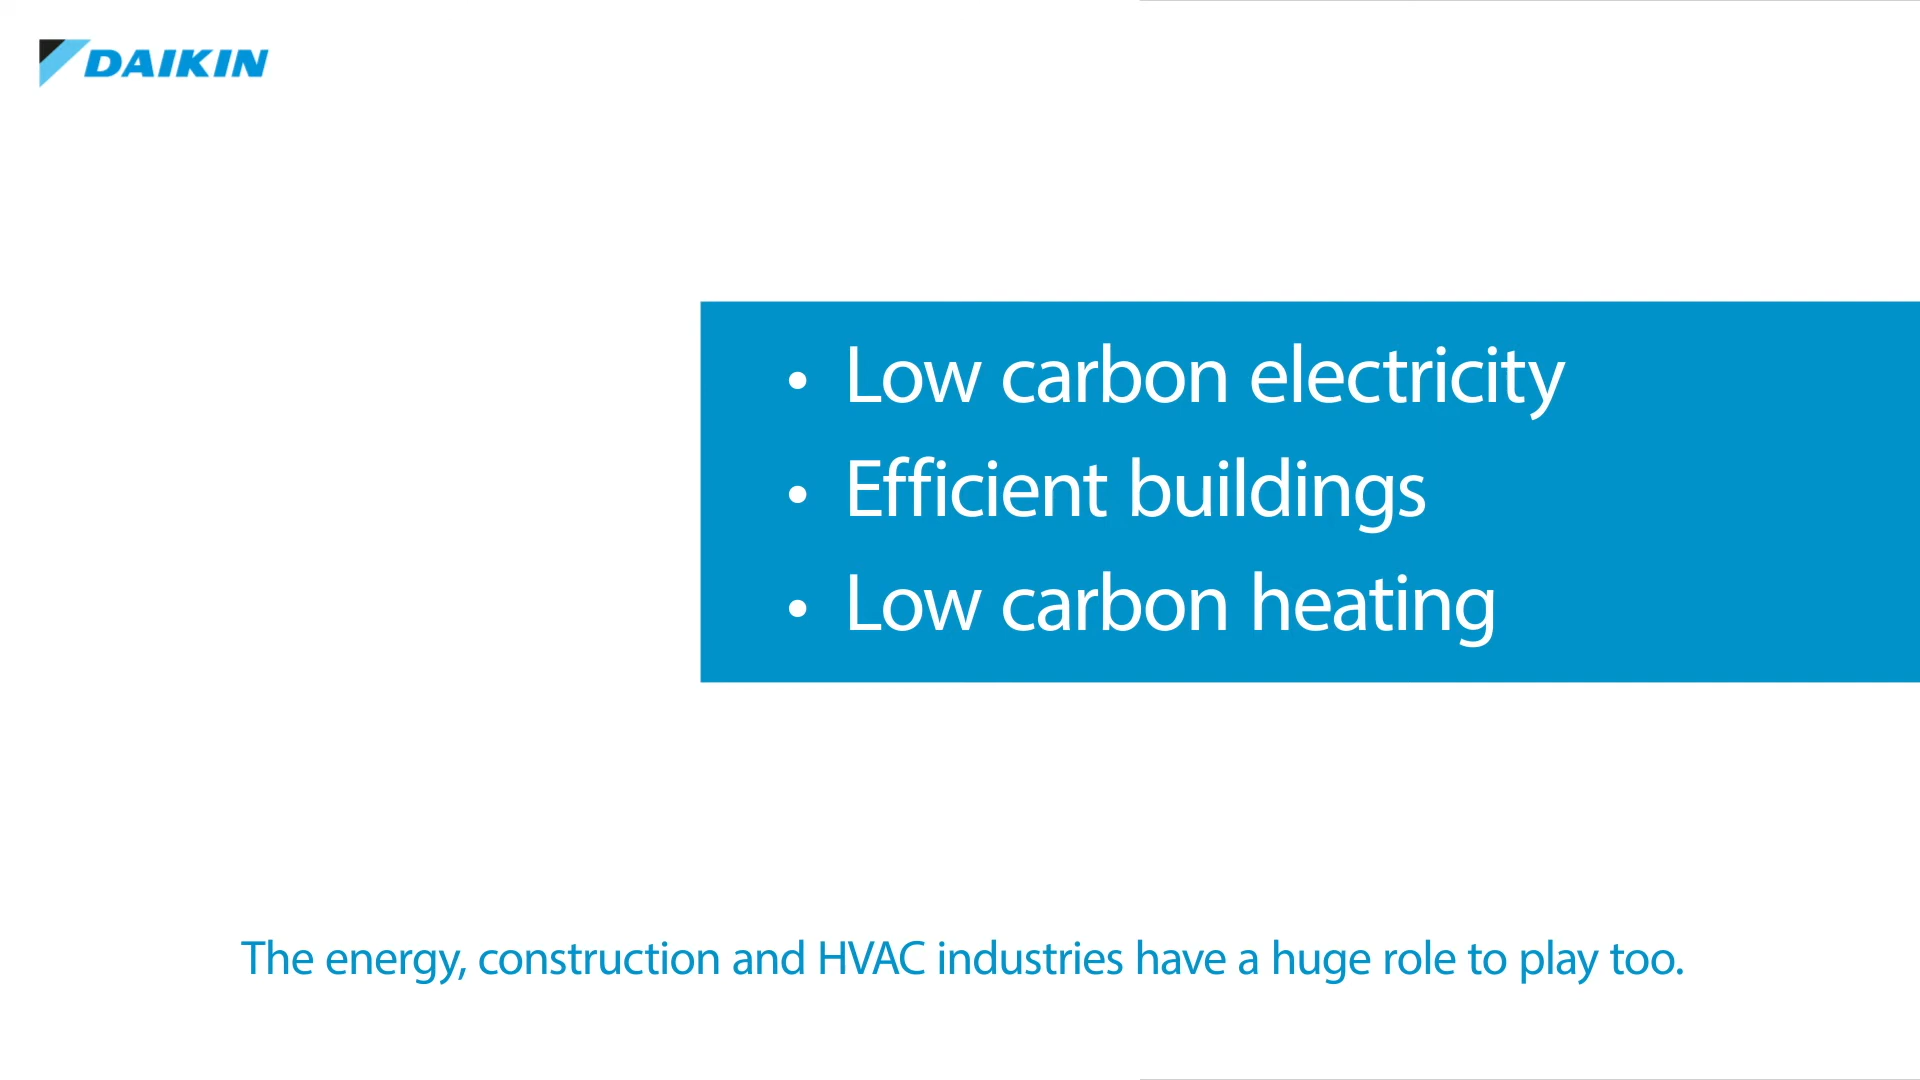 DAIKIN
• Low carbon electricity
• Efficient buildings
• Low carbon heating
The energy, construction and HVAC industries have a huge role to play too.